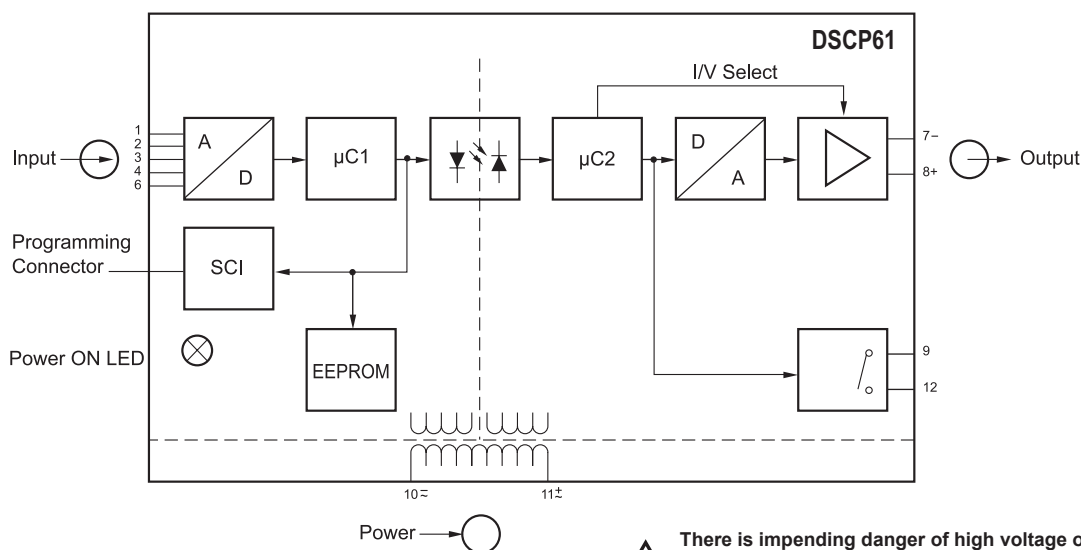 DSCP61
I/V Select
1
2
3
4
6
Input
A
D
µC1
µC2
D
A
7−
8+
Output
Programming
Connector
SCI
Power ON LED
EEPROM
9
12
10
11
Power
There is impending danger of high voltage